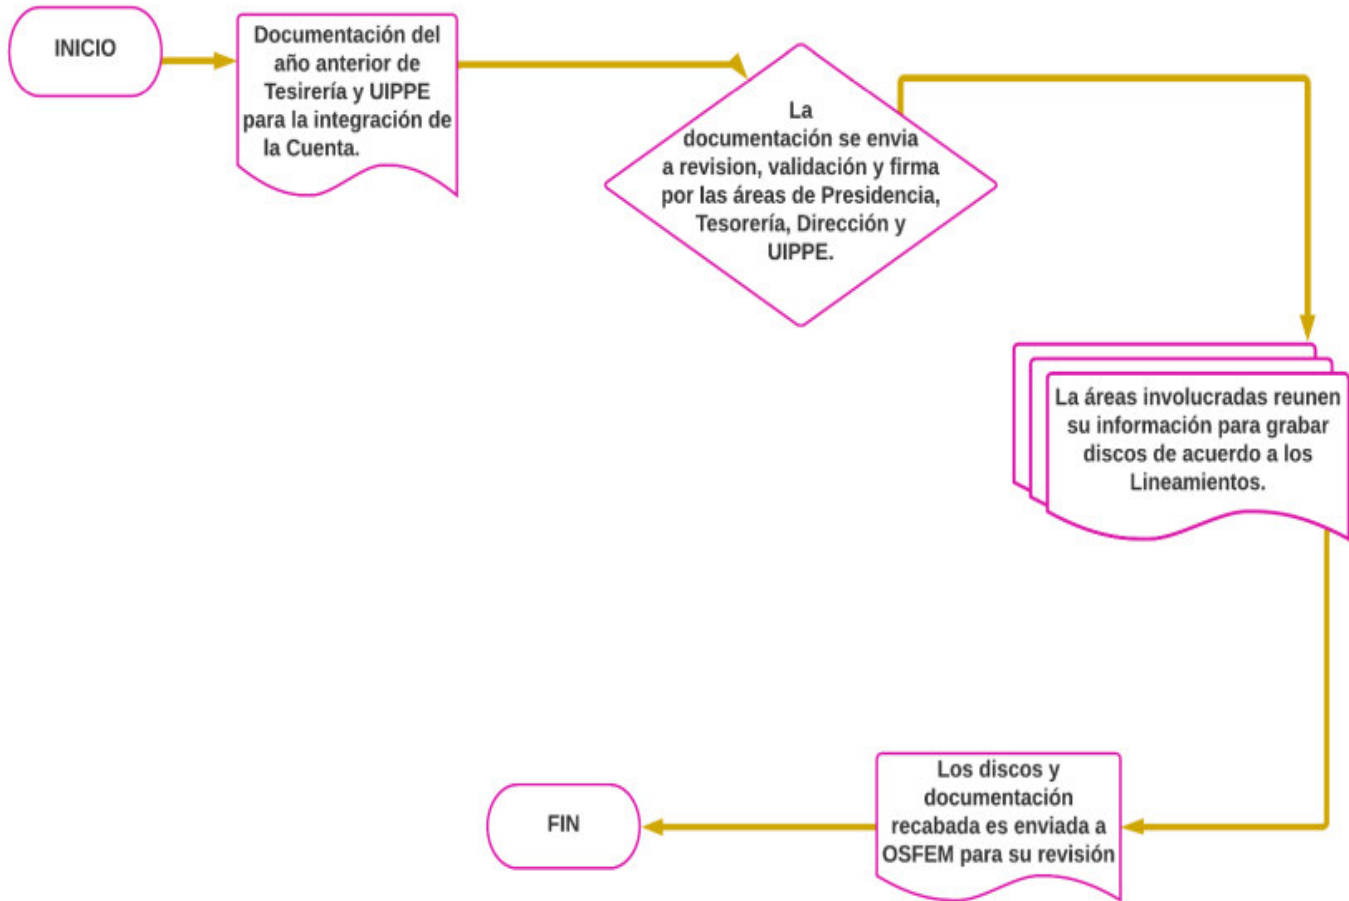 INICIO
Documentación del
año anterior de
Tesirería y UIPPE
para la integración de
la Cuenta.
La
documentación se envia
a revision, validación y firma
por las áreas de Presidencia,
Tesorería, Dirección y
UIPPE.
La áreas involucradas reunen
su información para grabar
discos de acuerdo a los
Lineamientos.
Los discos y
documentación
recabada es enviada a
OSFEM para su revisión
FIN